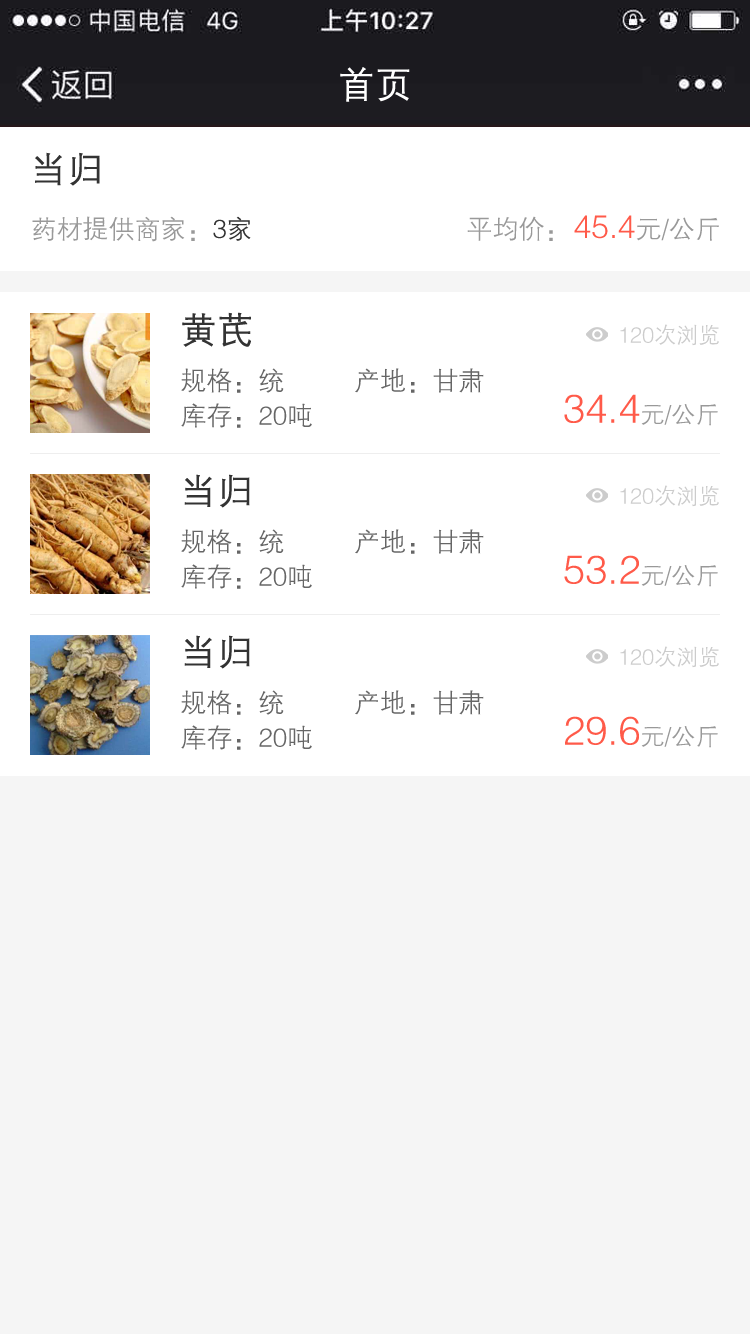 中国电信 4G 上午10:27
返回 首页
当归
药材提供商家：3家 平均价：45.4元/公斤
黄芪 120次浏览
规格：统 产地：甘肃
库存：20吨 34.4元/公斤
当归 120次浏览
规格：统 产地：甘肃
库存：20吨 53.2元/公斤
当归 120次浏览
规格：统 产地：甘肃
库存：20吨 29.6元/公斤